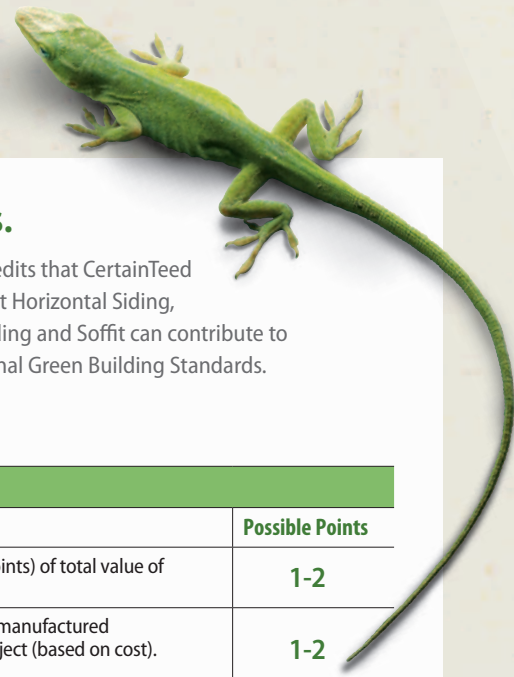 s.
edits that CertainTeed
t Horizontal Siding,
ling and Soffit can contribute to
nal Green Building Standards.
Possible Points
ints) of total value of
1-2
manufactured
ject (based on cost).
1-2